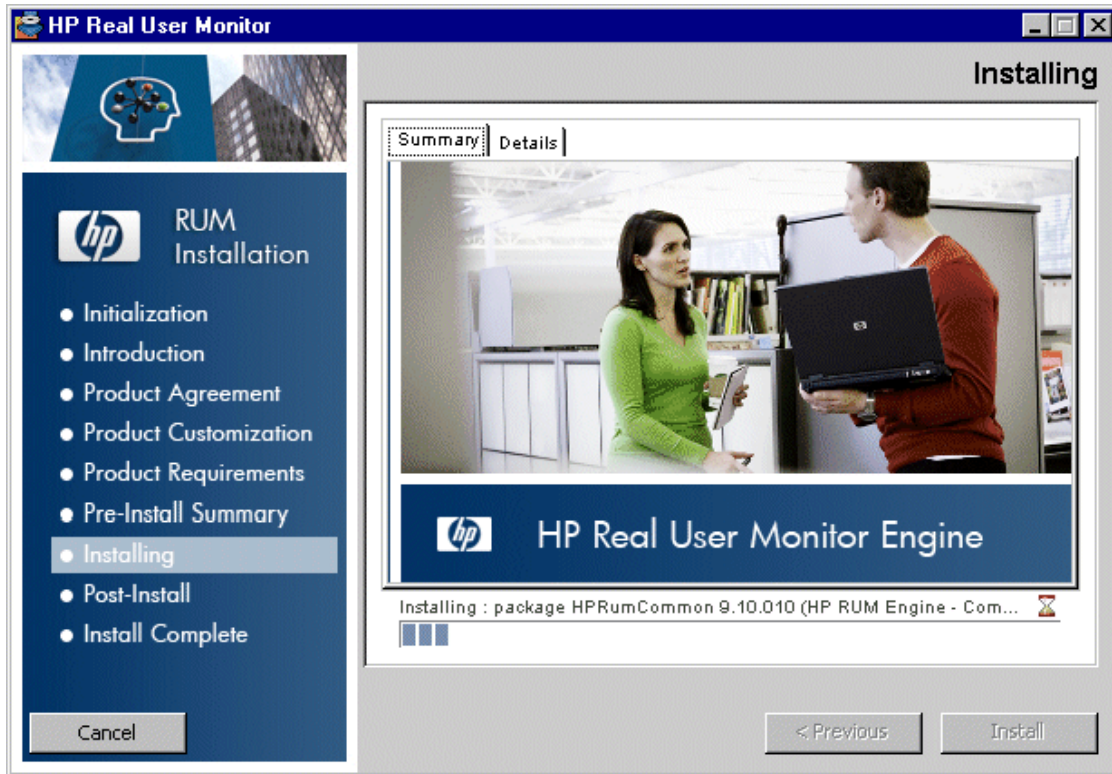 HP Real User Monitor
Installing
Summary
Details
hp
RUM
Installation
Initialization
Introduction
Product Agreement
Product Customization
Product Requirements
Pre-Install Summary
Installing
Post-Install
Install Complete
hp
HP Real User Monitor Engine
Installing : package HPRumCommon 9.10.010 (HP RUM Engine - Com...
Cancel
< Previous
Install